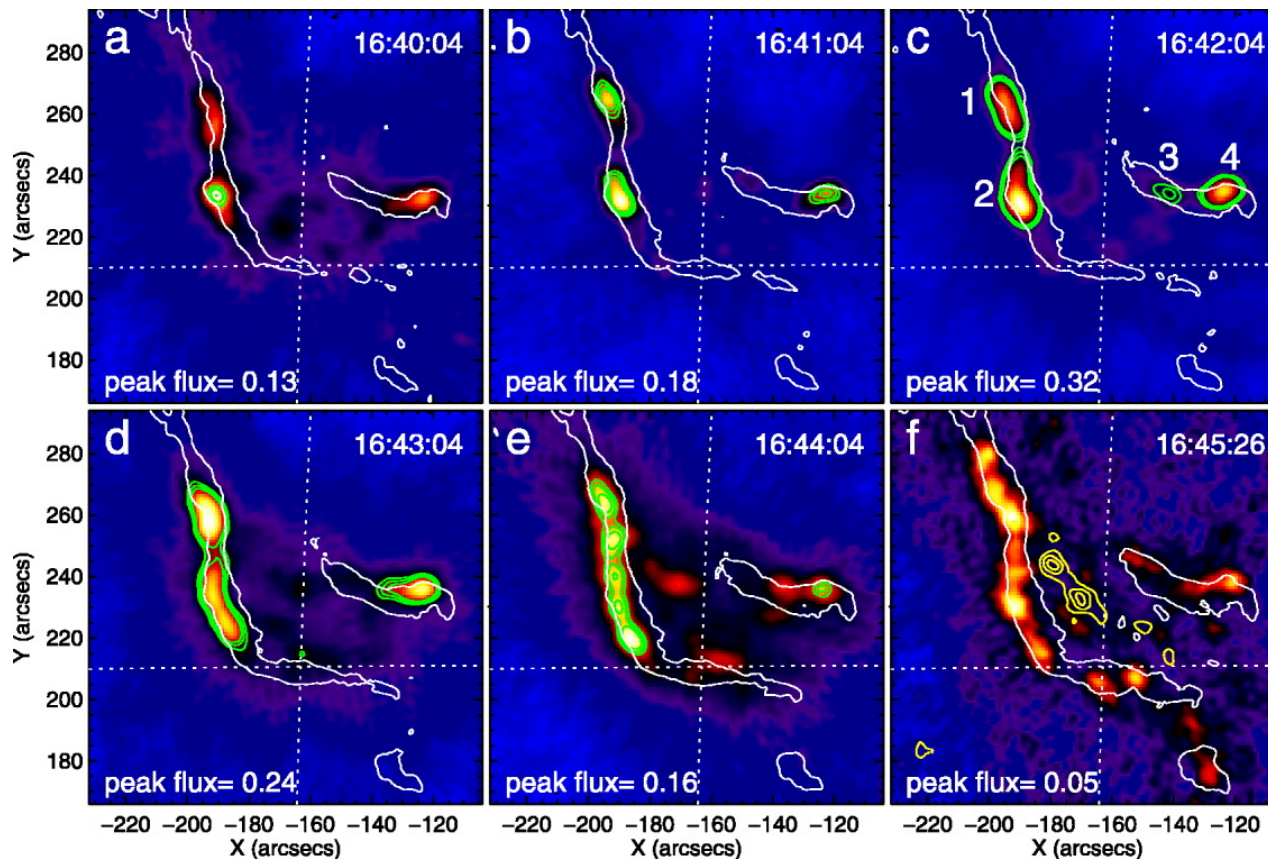 a 16:40:04 b 16:41:04 c 16:42:04
280
260
240
220
200
180
Y (arcsecs)
1
2
3 4
peak flux= 0.13 peak flux= 0.18 peak flux= 0.32
d 16:43:04 e 16:44:04 f 16:45:26
280
260
240
220
200
180
Y (arcsecs)
peak flux= 0.24 peak flux= 0.16 peak flux= 0.05
−220 −200 −180 −160 −140 −120 −220 −200 −180 −160 −140 −120 −220 −200 −180 −160 −140 −120
X (arcsecs) X (arcsecs) X (arcsecs)